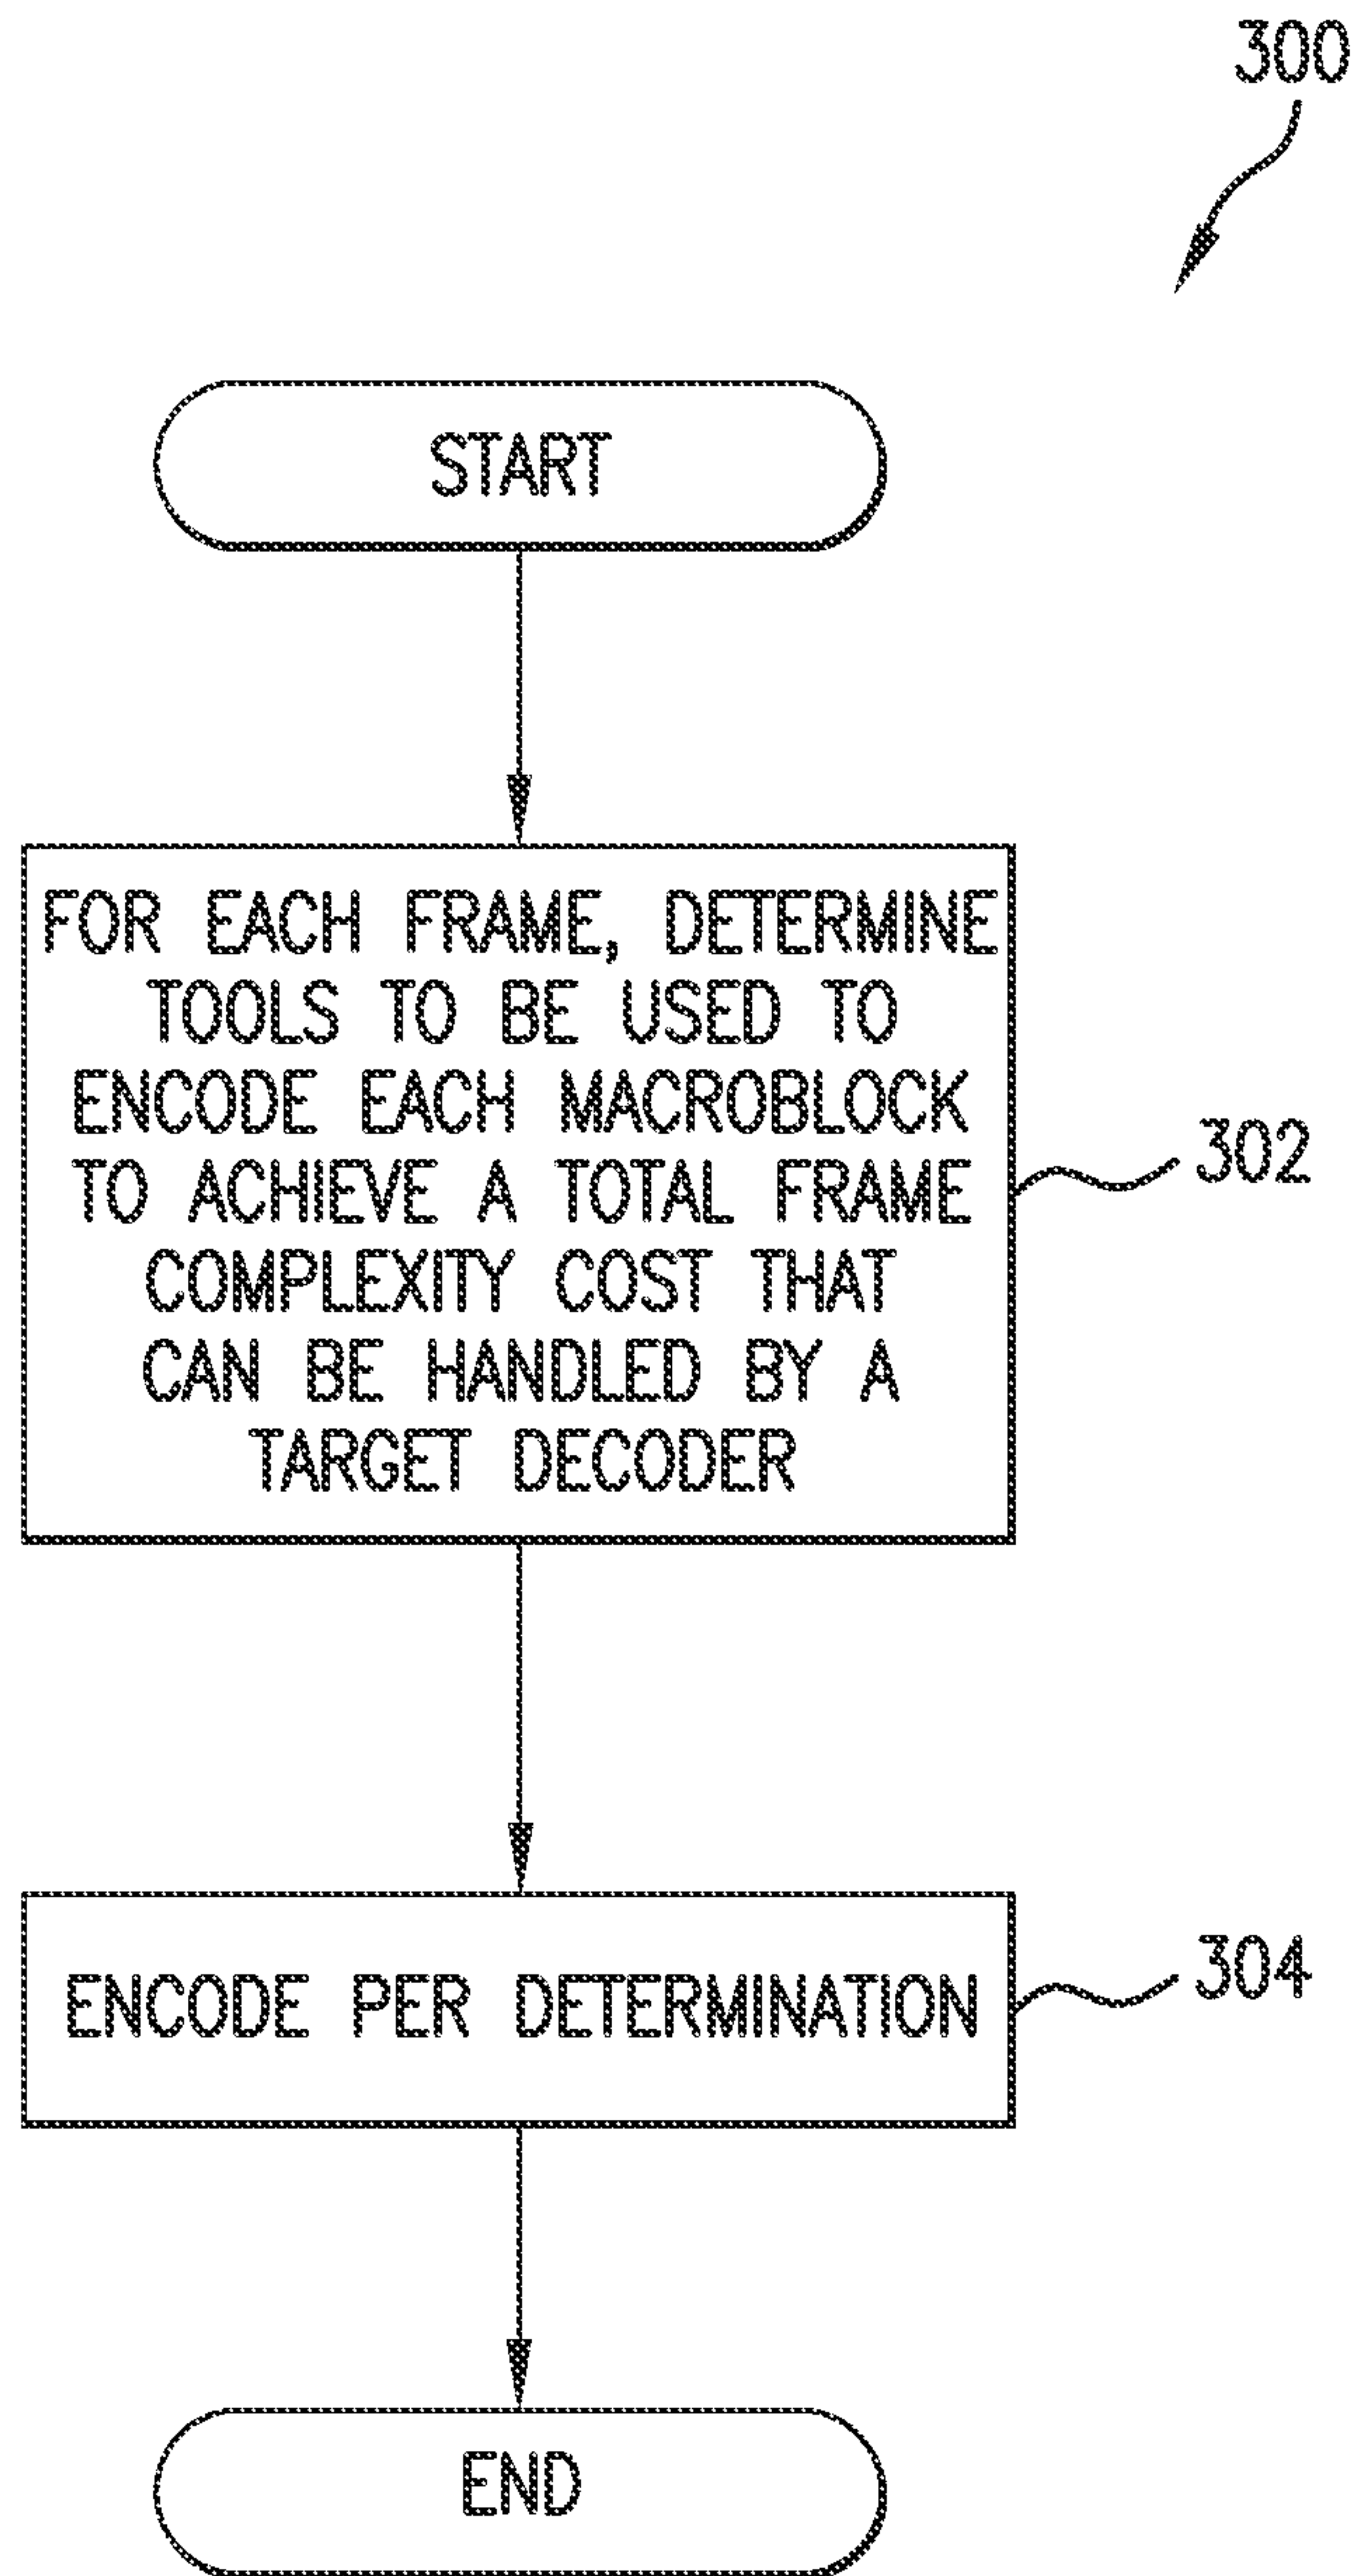 300
START
FOR EACH FRAME, DETERMINE
TOOLS TO BE USED TO
ENCODE EACH MACROBLOCK
TO ACHIEVE A TOTAL FRAME
COMPLEXITY COST THAT
CAN BE HANDLED BY A
TARGET DECODER
302
ENCODE PER DETERMINATION
304
END